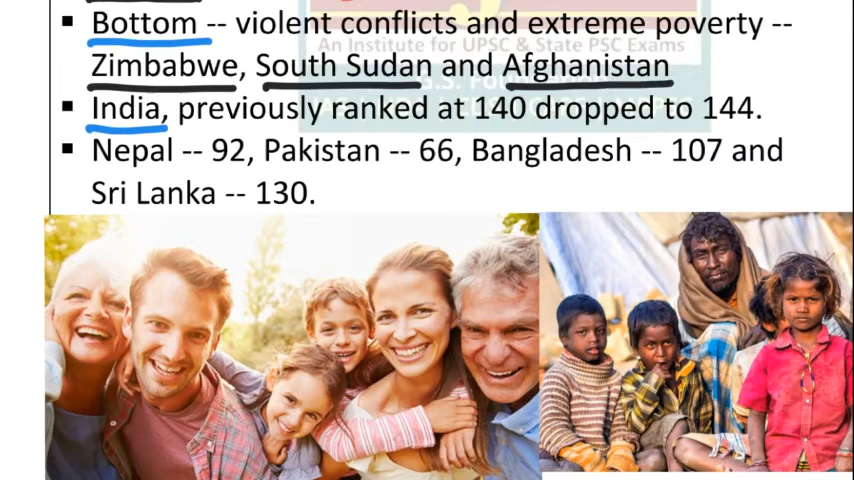 ▪ Bottom -- violent conflicts and extreme poverty --
An Institute for UPSC & State PSC Exams
Zimbabwe, South Sudan and Afghanistan
▪ India, previously ranked at 140 dropped to 144.
▪ Nepal -- 92, Pakistan -- 66, Bangladesh -- 107 and
Sri Lanka -- 130.